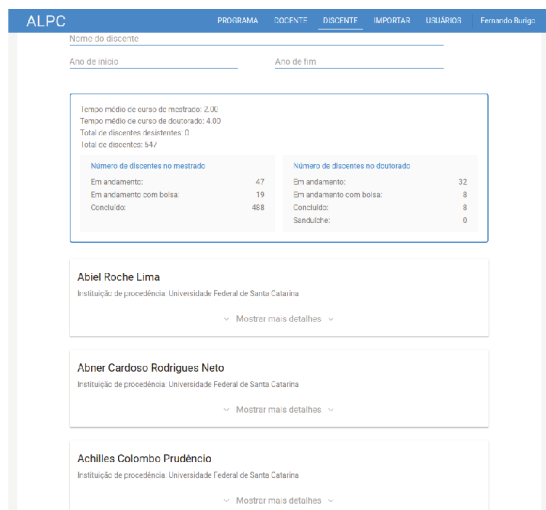 ALPC PROGRAMA DOCENTE DISCENTE IMPORTAR USUÁRIOS Fernando Burigo
Nome do discente
Ano de início Ano de fim
Tempo médio de curso de mestrado: 2.00
Tempo médio de curso de doutorado: 4.00
Total de discentes desistentes: 0
Total de discentes: 547
Número de discentes no mestrado
Em andamento: 47
Em andamento com bolsa: 19
Concluído: 488
Número de discentes no doutorado
Em andamento: 32
Em andamento com bolsa: 8
Concluído: 8
Sanduíche: 0
Abiel Roche Lima
Instituição de procedência: Universidade Federal de Santa Catarina
Mostrar mais detalhes
Abner Cardoso Rodrigues Neto
Instituição de procedência: Universidade Federal de Santa Catarina
Mostrar mais detalhes
Achilles Colombo Prudêncio
Instituição de procedência: Universidade Federal de Santa Catarina
Mostrar mais detalhes